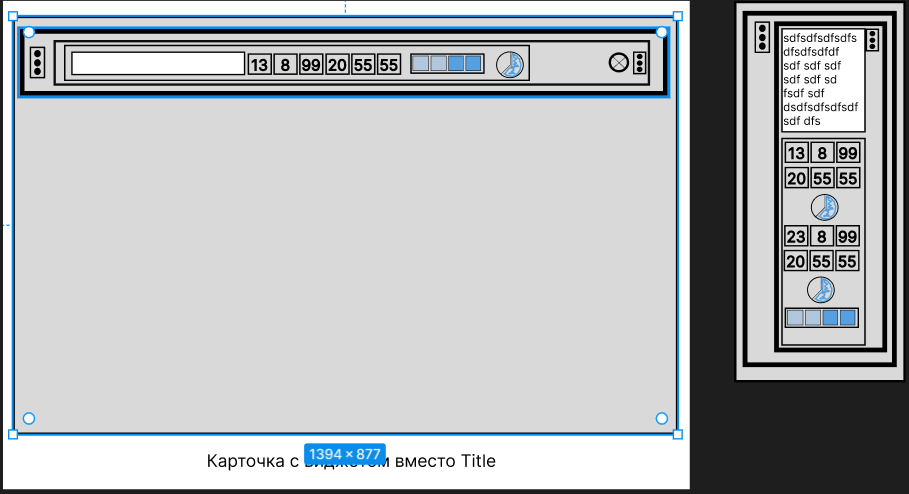 13 8 99 20 55 55
sdfsdfsdfsdfs
dfsdfsdfdf
sdf sdf sdf
sdf sdf sd
fsdf sdf
dsdfsdfsdfsdf
sdf dfs
13 8 99
20 55 55
23 8 99
20 55 55
1394 × 877
Карточка с виджетом вместо Title